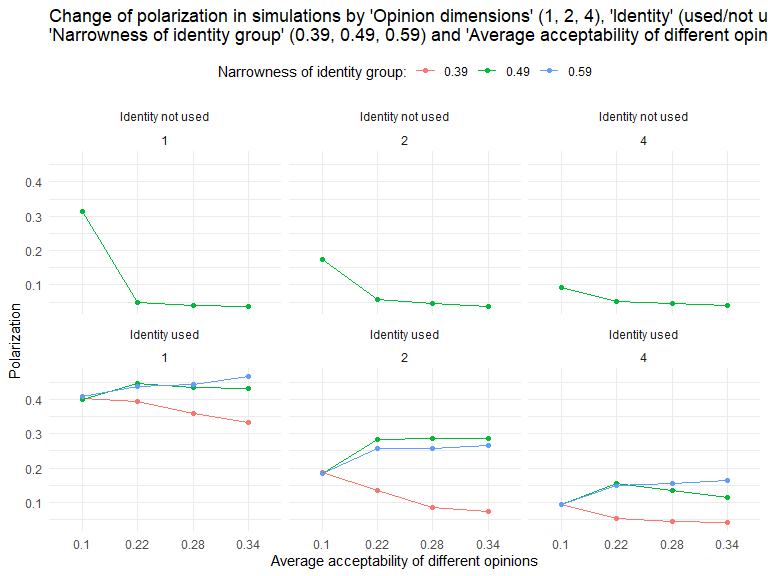 Change of polarization in simulations by 'Opinion dimensions' (1, 2, 4), 'Identity' (used/not u
'Narrowness of identity group' (0.39, 0.49, 0.59) and 'Average acceptability of different opin
Narrowness of identity group: 0.39 0.49 0.59
Identity not used Identity not used Identity not used
1 2 4
0.4
0.3
0.2
0.1
Polarization
Identity used Identity used Identity used
1 2 4
0.4
0.3
0.2
0.1
0.1 0.22 0.28 0.34 0.1 0.22 0.28 0.34 0.1 0.22 0.28 0.34
Average acceptability of different opinions